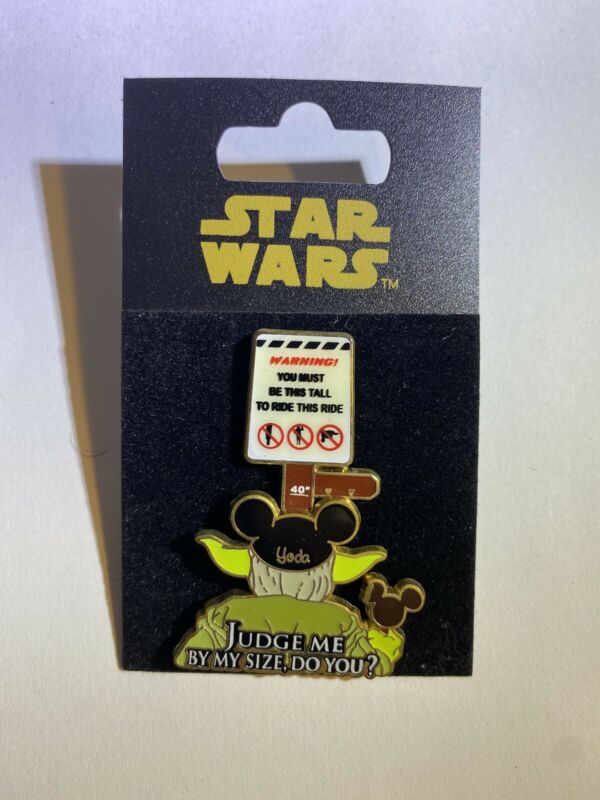 STAR
WARS
TM
WARNING!
YOU MUST
BE THIS TALL
TO RIDE THIS RIDE
40"
Yoda
JUDGE ME
BY MY SIZE, DO YOU?